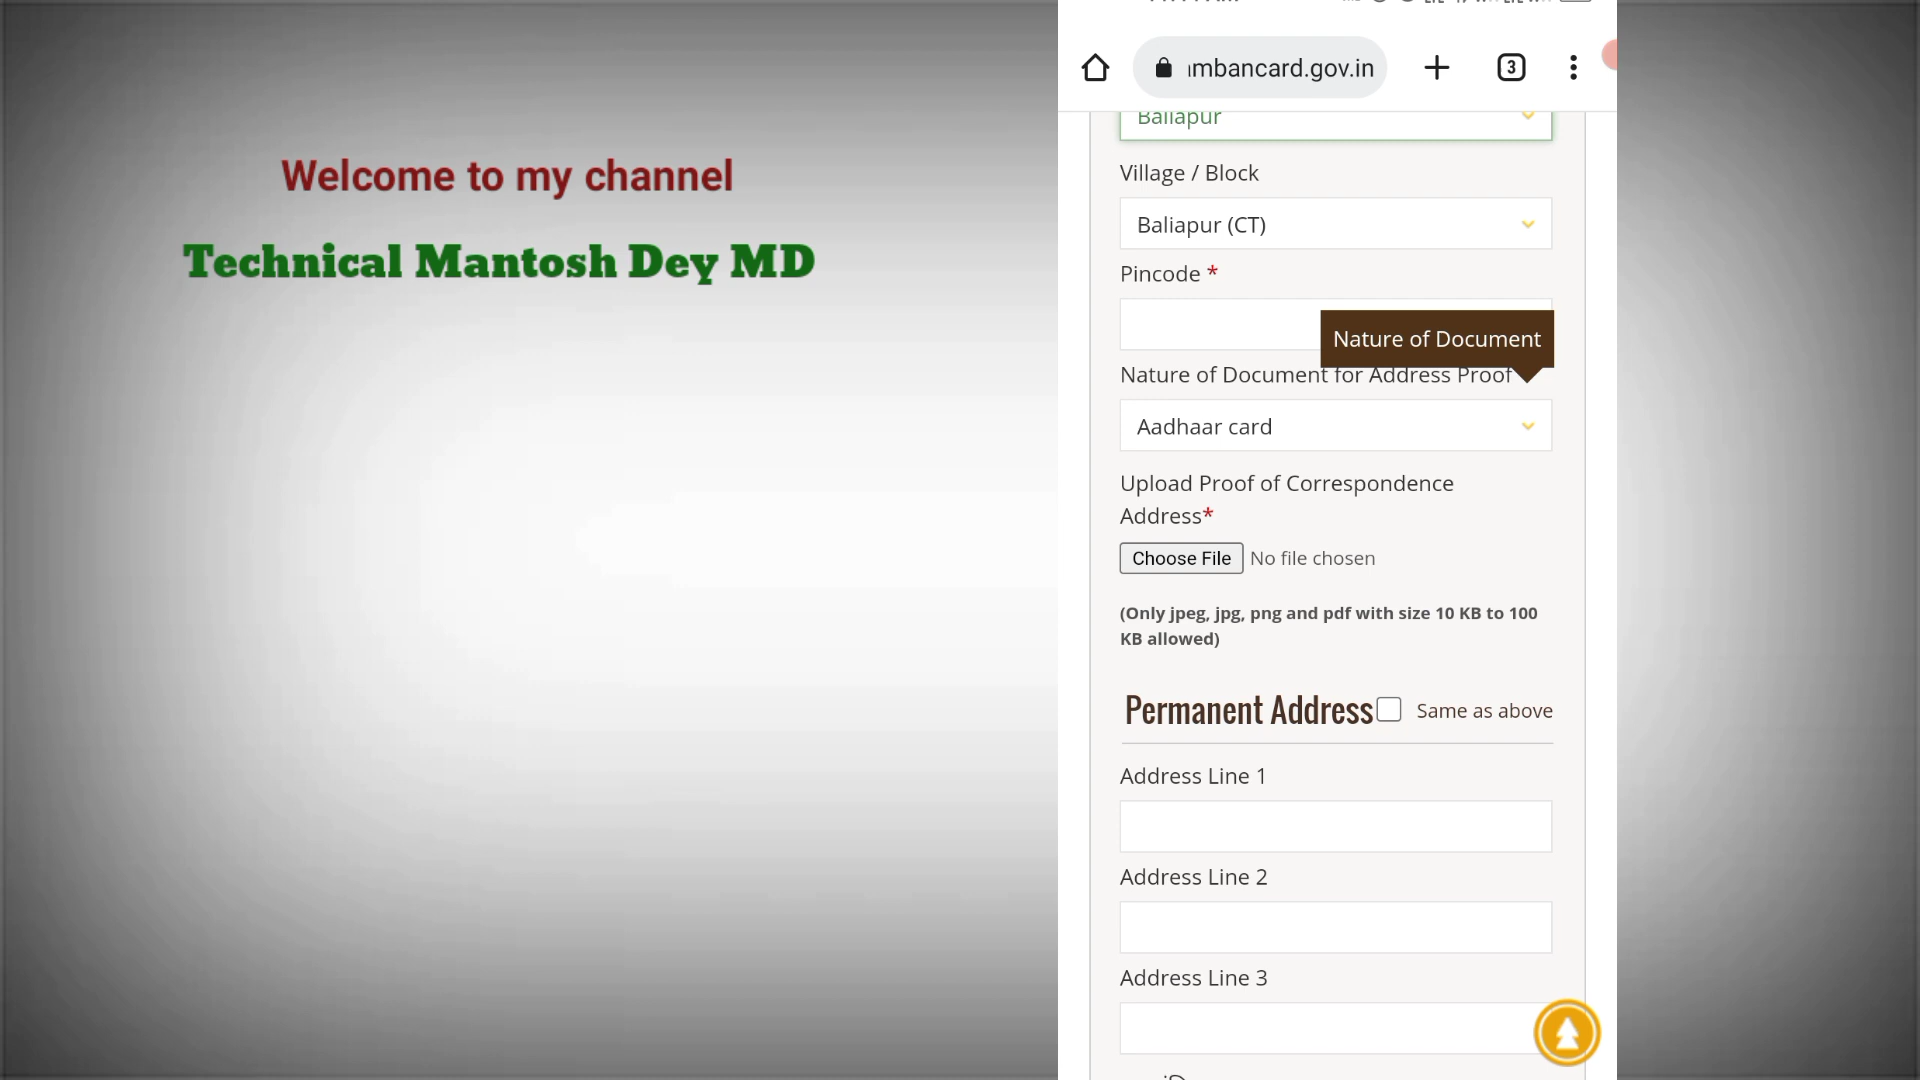 Welcome to my channel
Technical Mantosh Dey MD
mbancard.gov.in
3
Baliapur
Village / Block
Baliapur (CT)
Pincode *
Nature of Document
Nature of Document for Address Proof
Aadhaar card
Upload Proof of Correspondence
Address*
Choose File No file chosen
(Only jpeg, jpg, png and pdf with size 10 KB to 100
KB allowed)
Permanent Address Same as above
Address Line 1
Address Line 2
Address Line 3